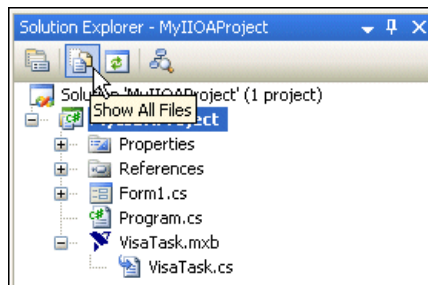 Solution Explorer - MyIIOAProject
Solution 'MyIIOAProject' (1 project)
Show All Files
Properties
References
Form1.cs
Program.cs
VisaTask.mxb
VisaTask.cs